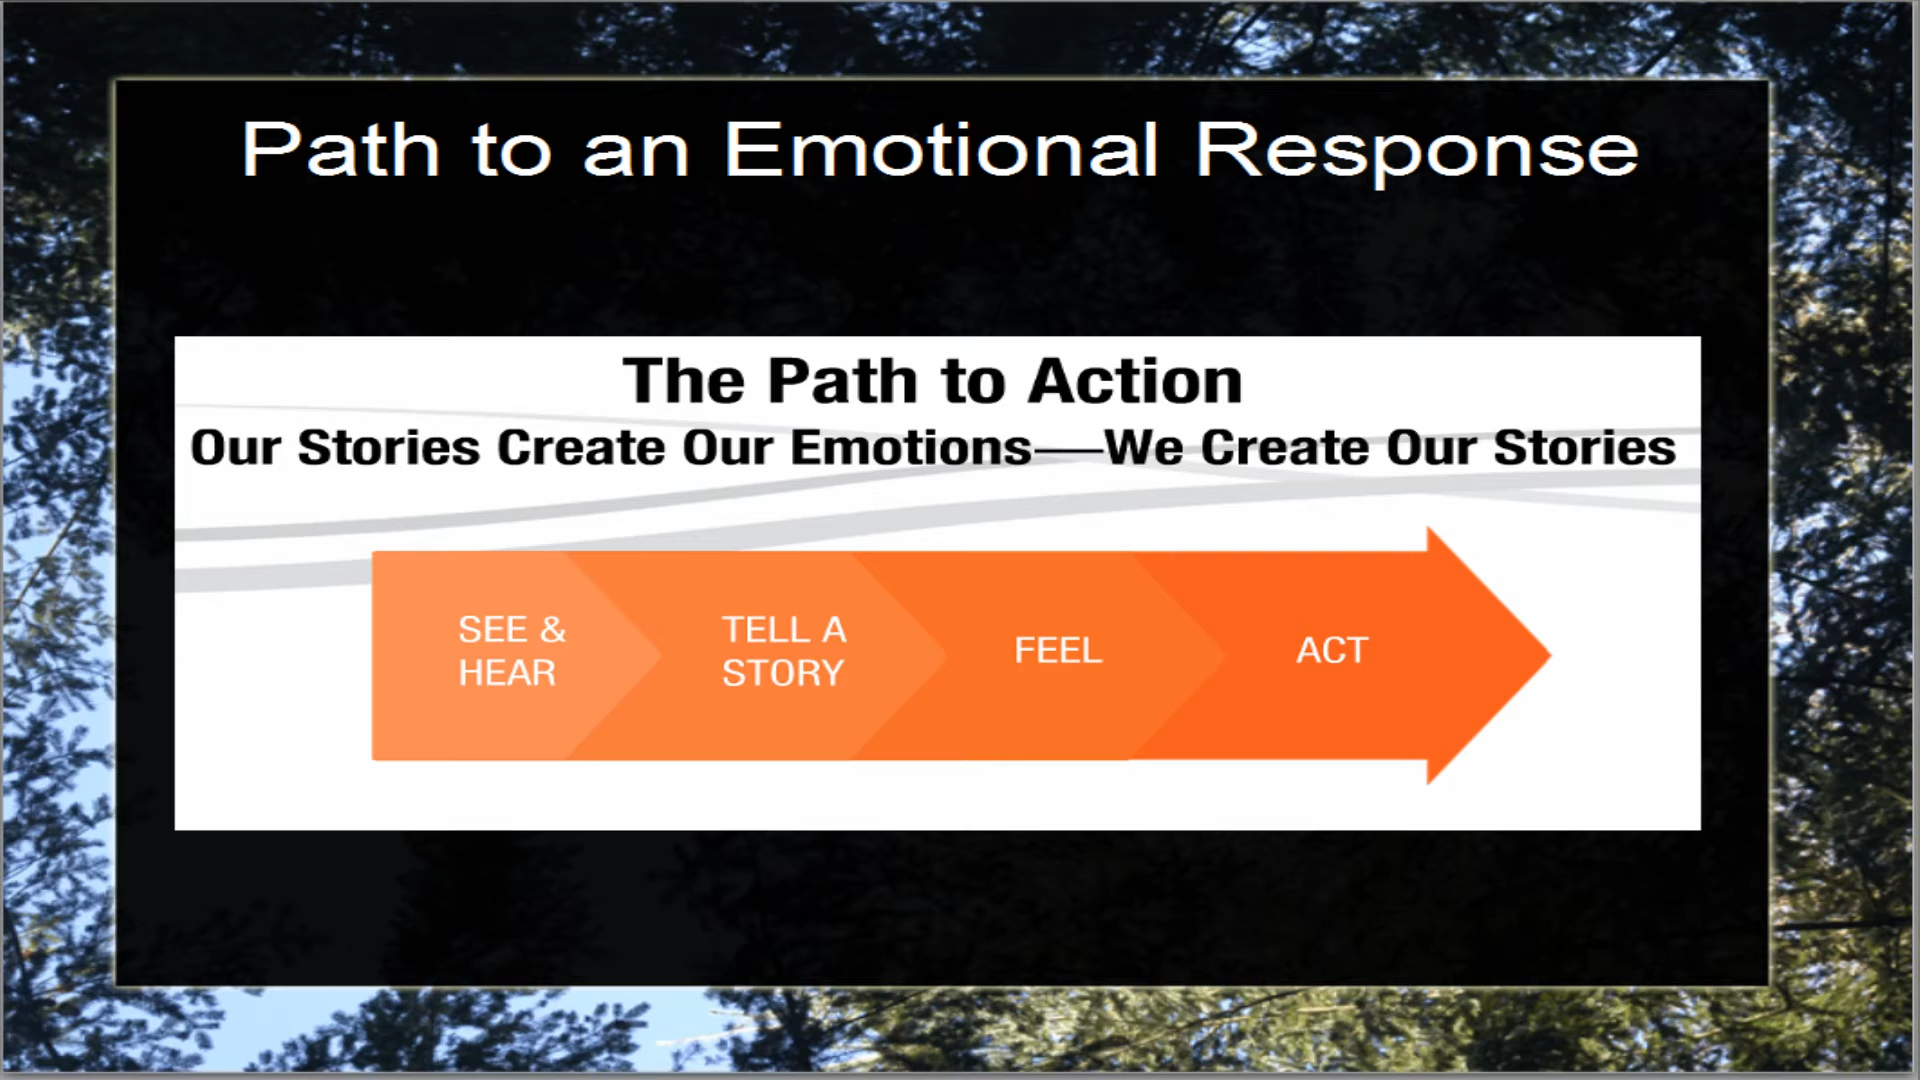 Path to an Emotional Response
The Path to Action
Our Stories Create Our Emotions—We Create Our Stories
SEE &
HEAR
TELL A
STORY
FEEL
ACT